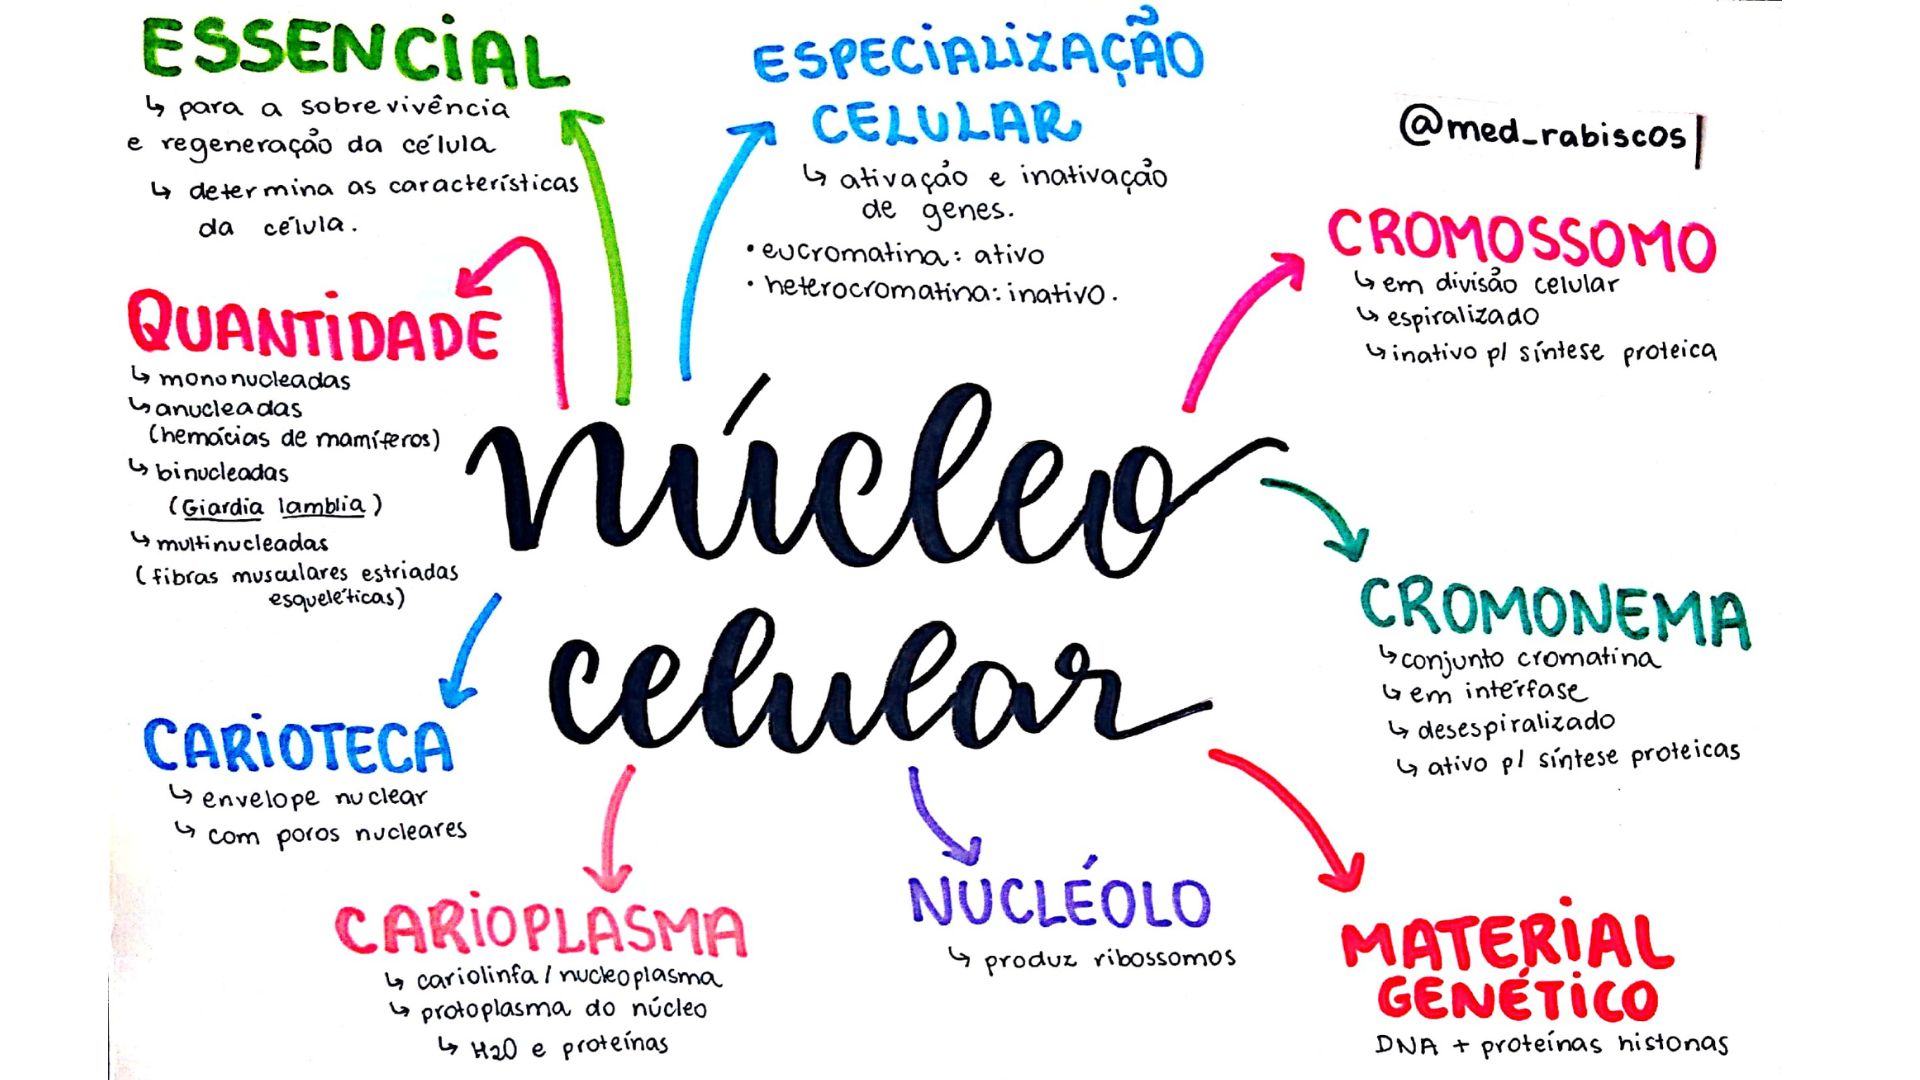 ESSENCIAL
↳ para a sobrevivência
e regeneração da célula
↳ determina as características
da célula.
ESPECIALIZAÇÃO
CELULAR
↳ ativação e inativação
de genes.
• eucromatina: ativo
• heterocromatina: inativo.
@med_rabiscos
CROMOSSOMO
↳ em divisão celular
↳ espiralizado
↳ inativo p/ síntese proteica
QUANTIDADE
↳ mononucleadas
↳ anucleadas
(hemácias de mamíferos)
↳ binucleadas
(Giardia lamblia)
↳ multinucleadas
(fibras musculares estriadas
esqueléticas)
núcleo
celular
CROMONEMA
↳ conjunto cromatina
↳ em intérfase
↳ desespiralizado
↳ ativo p/ síntese proteicas
CARIOTECA
↳ envelope nuclear
↳ com poros nucleares
CARIOPLASMA
↳ cariolinfa / nucleoplasma
↳ protoplasma do núcleo
↳ H2O e proteínas
NUCLÉOLO
↳ produz ribossomos
MATERIAL
GENÉTICO
DNA + proteínas histonas